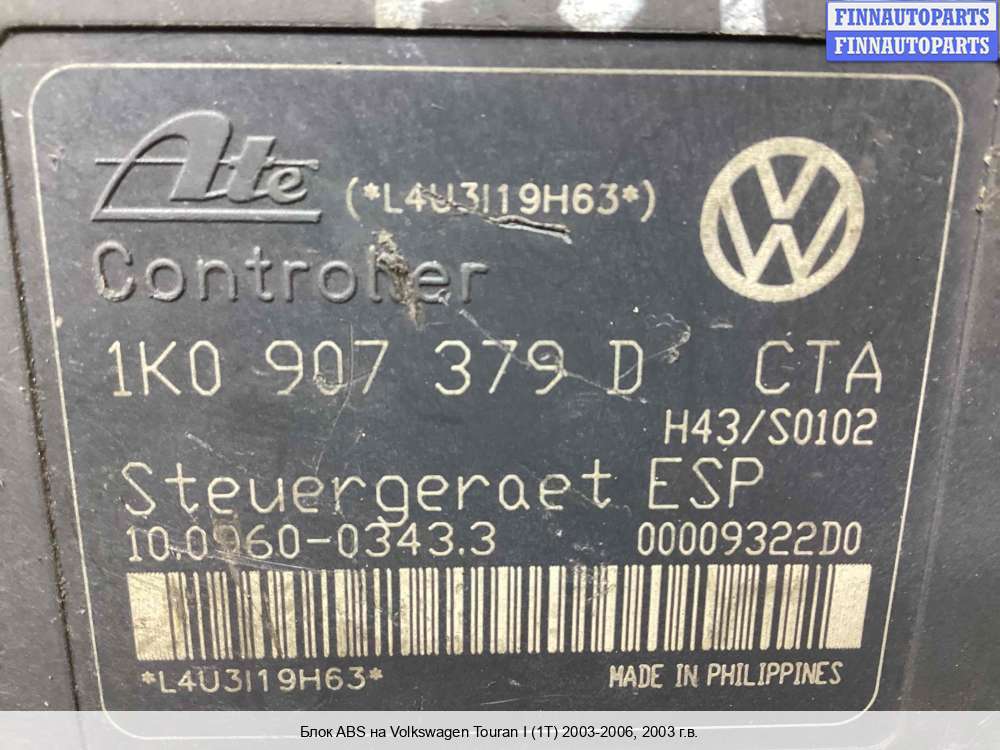 FINNAUTOPARTS
FINNAUTOPARTS
Ate (*L4U3I19H63*)
Controller
1K0 907 379 D CTA
H43/S0102
Steuergeraet ESP
10.0960-0343.3 00009322D0
*L4U3I19H63* MADE IN PHILIPPINES
Блок ABS на Volkswagen Touran I (1T) 2003-2006, 2003 г.в.